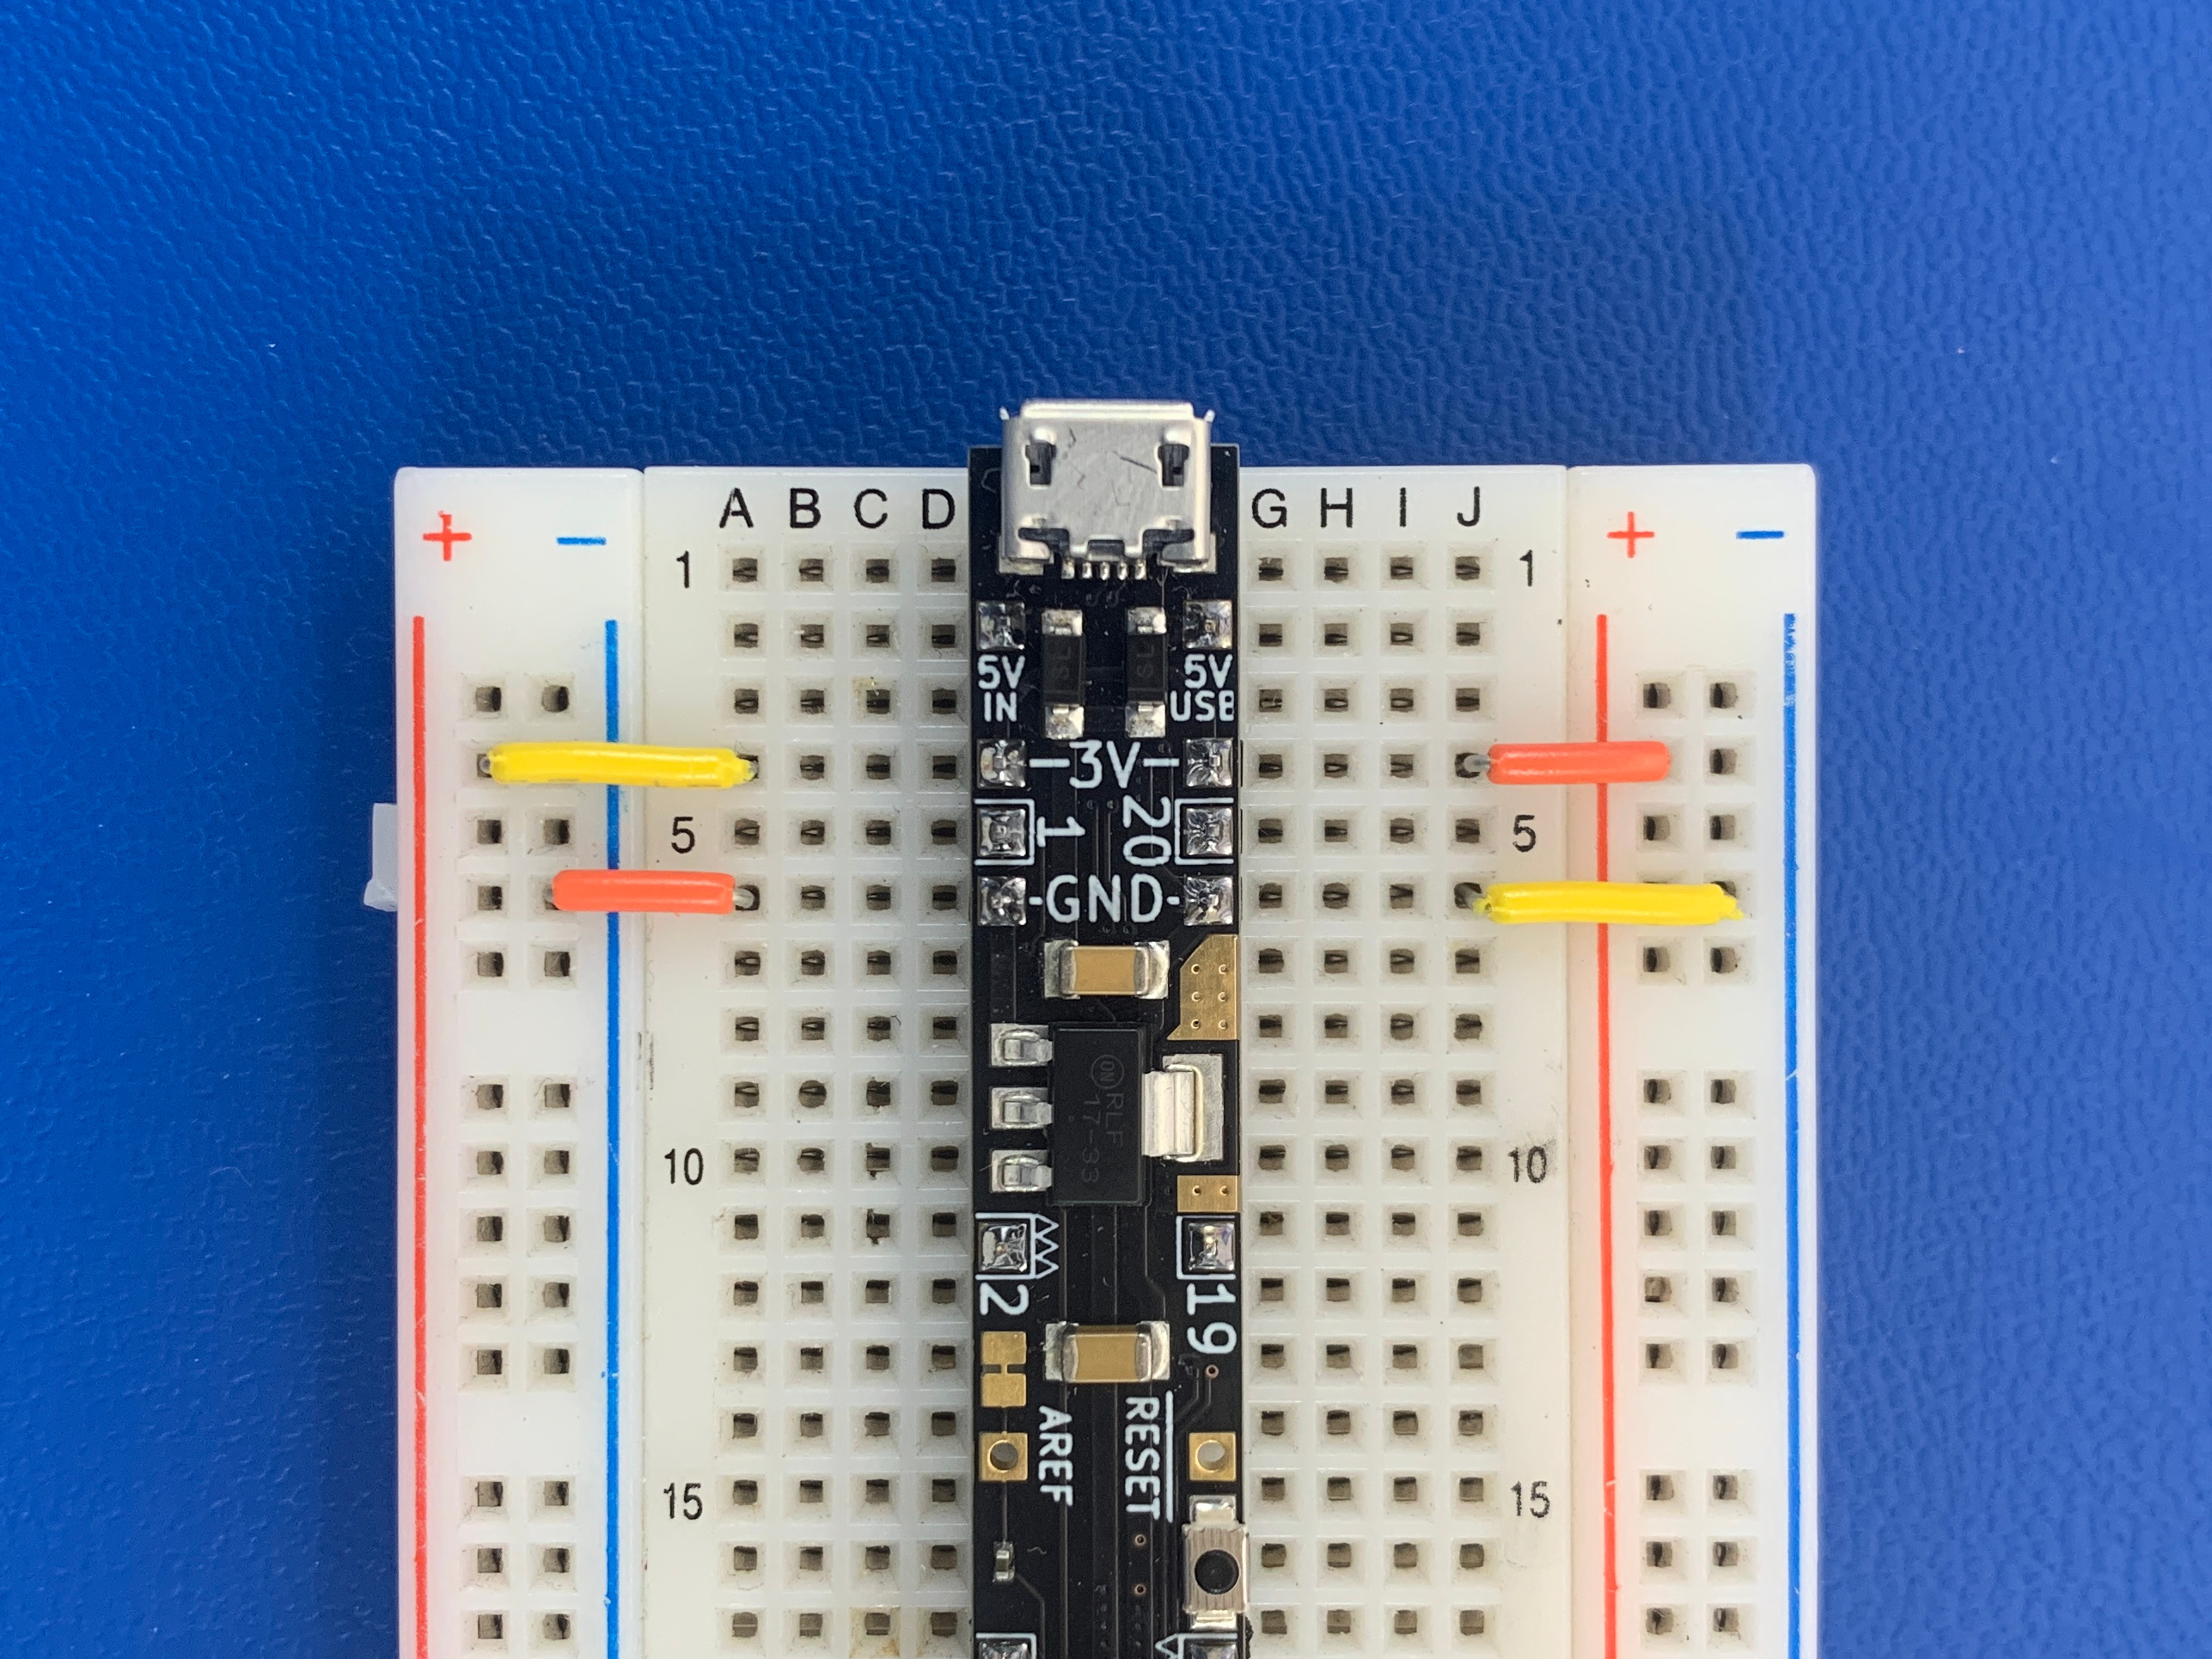 A B C D G H I J
+ − + −
1 1
5V IN 5V USB
-3V-
5 1 20 5
-GND-
ON RLF
17-33
10 10
2 19
AREF RESET
15 15